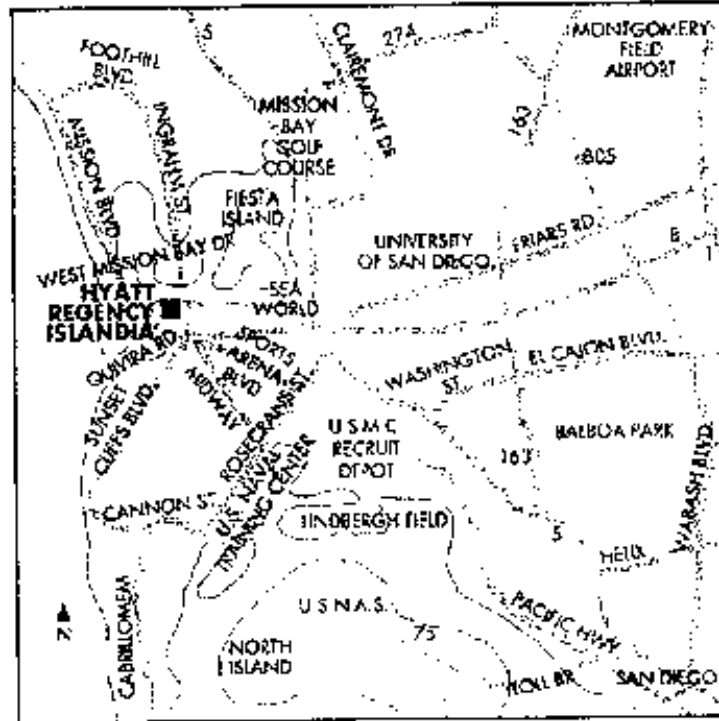 5
27A
MONTGOMERY
FIELD
AIRPORT
FOOTHILL
BLVD
CLAIREMONT DR
MISSION
BAY
GOLF
COURSE
163
MISSION BLVD
INGRAHM ST
805
FIESTA
ISLAND
UNIVERSITY
OF SAN DIEGO
FRIARS RD.
8
WEST MISSION BAY DR
HYATT
REGENCY
ISLANDIA
SEA
WORLD
QUIVIRA RD
SPORTS
ARENA
BLVD
MIDWAY
ROSECRANS ST.
WASHINGTON
ST.
EL CAJON BLVD.
SUNSET
CLIFFS BLVD.
U.S.M.C.
RECRUIT
DEPOT
BALBOA PARK
163
WABASH BLVD.
CANNON ST.
U.S. NAVAL
TRAINING CENTER
LINDBERGH FIELD
5
N
CABRILLO MEM
U.S.N.A.S.
75
NORTH
ISLAND
PACIFIC HWY
TOLL BR.
SAN DIEGO